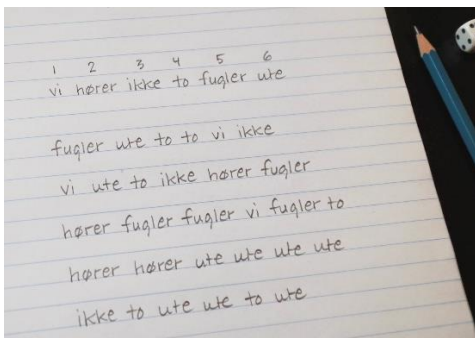 1 2 3 4 5 6
vi hører ikke to fugler ute
fugler ute to to vi ikke
vi ute to ikke hører fugler
hører fugler fugler vi fugler to
hører hører ute ute ute ute
ikke to ute ute to ute